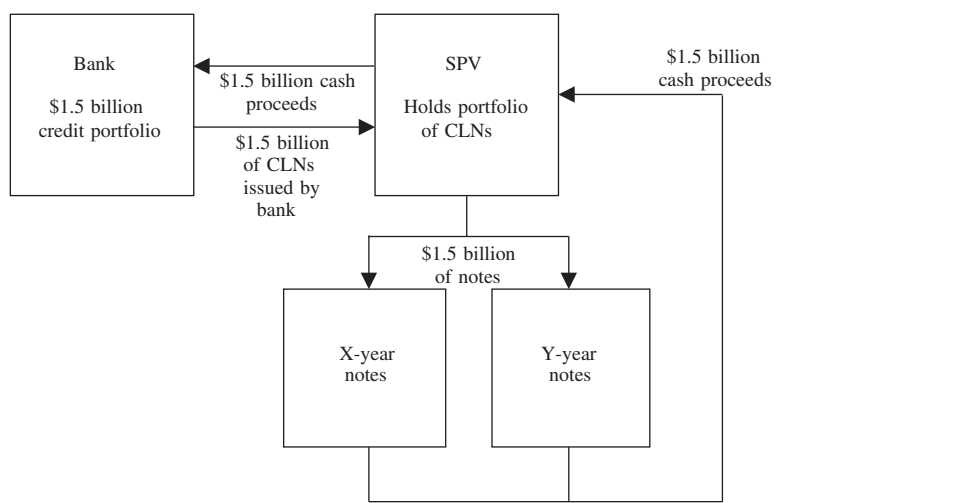 Bank
$1.5 billion
credit portfolio
$1.5 billion cash
proceeds
$1.5 billion
of CLNs
issued by
bank
SPV
Holds portfolio
of CLNs
$1.5 billion
cash proceeds
$1.5 billion
of notes
X-year
notes
Y-year
notes